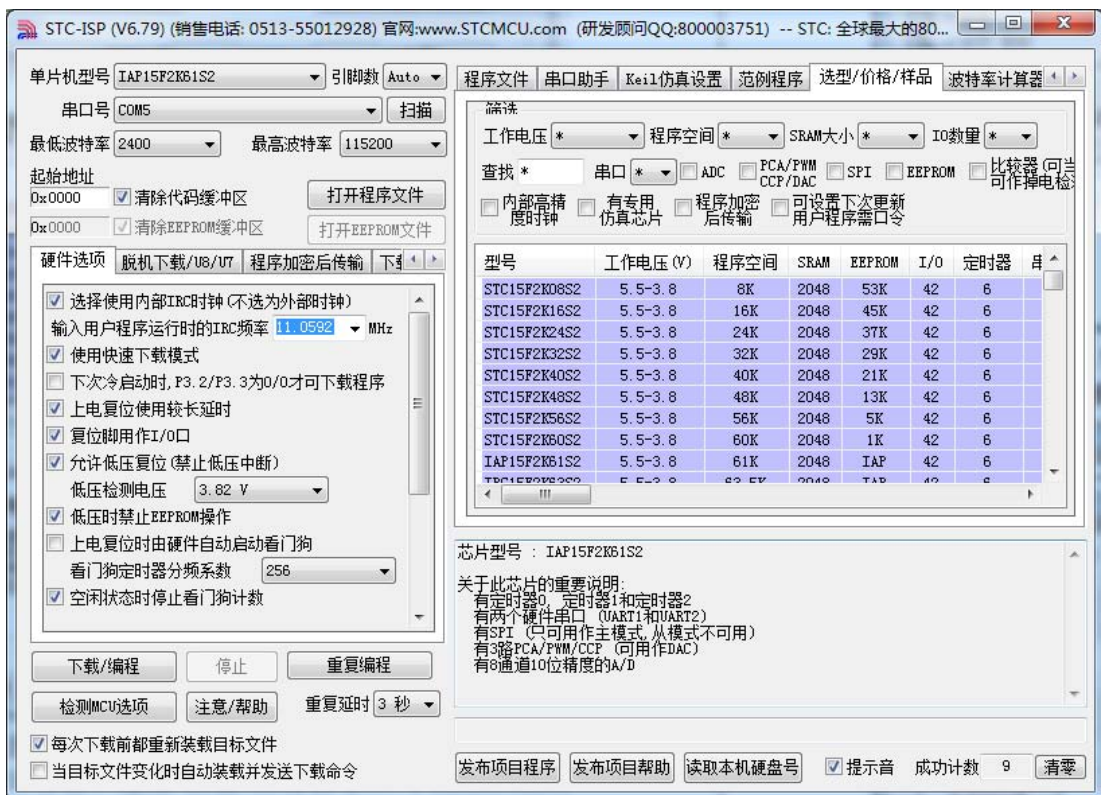 STC-ISP (V6.79) (销售电话: 0513-55012928) 官网:www.STCMCU.com (研发顾问QQ:800003751) -- STC: 全球最大的80...
单片机型号 IAP15F2K61S2 引脚数 Auto
串口号 COM5 扫描
最低波特率 2400 最高波特率 115200
起始地址
0x0000 清除代码缓冲区 打开程序文件
0x0000 清除EEPROM缓冲区 打开EEPROM文件
硬件选项 脱机下载/U8/U7 程序加密后传输
选择使用内部IRC时钟(不选为外部时钟)
输入用户程序运行时的IRC频率 11.0592 MHz
使用快速下载模式
下次冷启动时,P3.2/P3.3为0/0才可下载程序
上电复位使用较长延时
复位脚用作I/O口
允许低压复位(禁止低压中断)
低压检测电压 3.82 V
低压时禁止EEPROM操作
上电复位时由硬件自动启动看门狗
看门狗定时器分频系数 256
空闲状态时停止看门狗计数
下载/编程 停止 重复编程
检测MCU选项 注意/帮助 重复延时 3 秒
每次下载前都重新装载目标文件
当目标文件变化时自动装载并发送下载命令
程序文件 串口助手 Keil仿真设置 范例程序 选型/价格/样品 波特率计算器
筛选
工作电压 * 程序空间 * SRAM大小 * IO数量 *
查找 * 串口 * ADC PCA/PWM CCP/DAC SPI EEPROM 比较器(可当 可作掉电检
内部高精度时钟 有专用仿真芯片 程序加密后传输 可设置下次更新用户程序需口令
型号 工作电压(V) 程序空间 SRAM EEPROM I/O 定时器 串
STC15F2K08S2 5.5-3.8 8K 2048 53K 42 6
STC15F2K16S2 5.5-3.8 16K 2048 45K 42 6
STC15F2K24S2 5.5-3.8 24K 2048 37K 42 6
STC15F2K32S2 5.5-3.8 32K 2048 29K 42 6
STC15F2K40S2 5.5-3.8 40K 2048 21K 42 6
STC15F2K48S2 5.5-3.8 48K 2048 13K 42 6
STC15F2K56S2 5.5-3.8 56K 2048 5K 42 6
STC15F2K60S2 5.5-3.8 60K 2048 1K 42 6
IAP15F2K61S2 5.5-3.8 61K 2048 IAP 42 6
芯片型号 : IAP15F2K61S2
关于此芯片的重要说明:
有定时器0, 定时器1和定时器2
有两个硬件串口 (UART1和UART2)
有SPI (只可用作主模式,从模式不可用)
有3路PCA/PWM/CCP (可用作DAC)
有8通道10位精度的A/D
发布项目程序 发布项目帮助 读取本机硬盘号 提示音 成功计数 9 清零